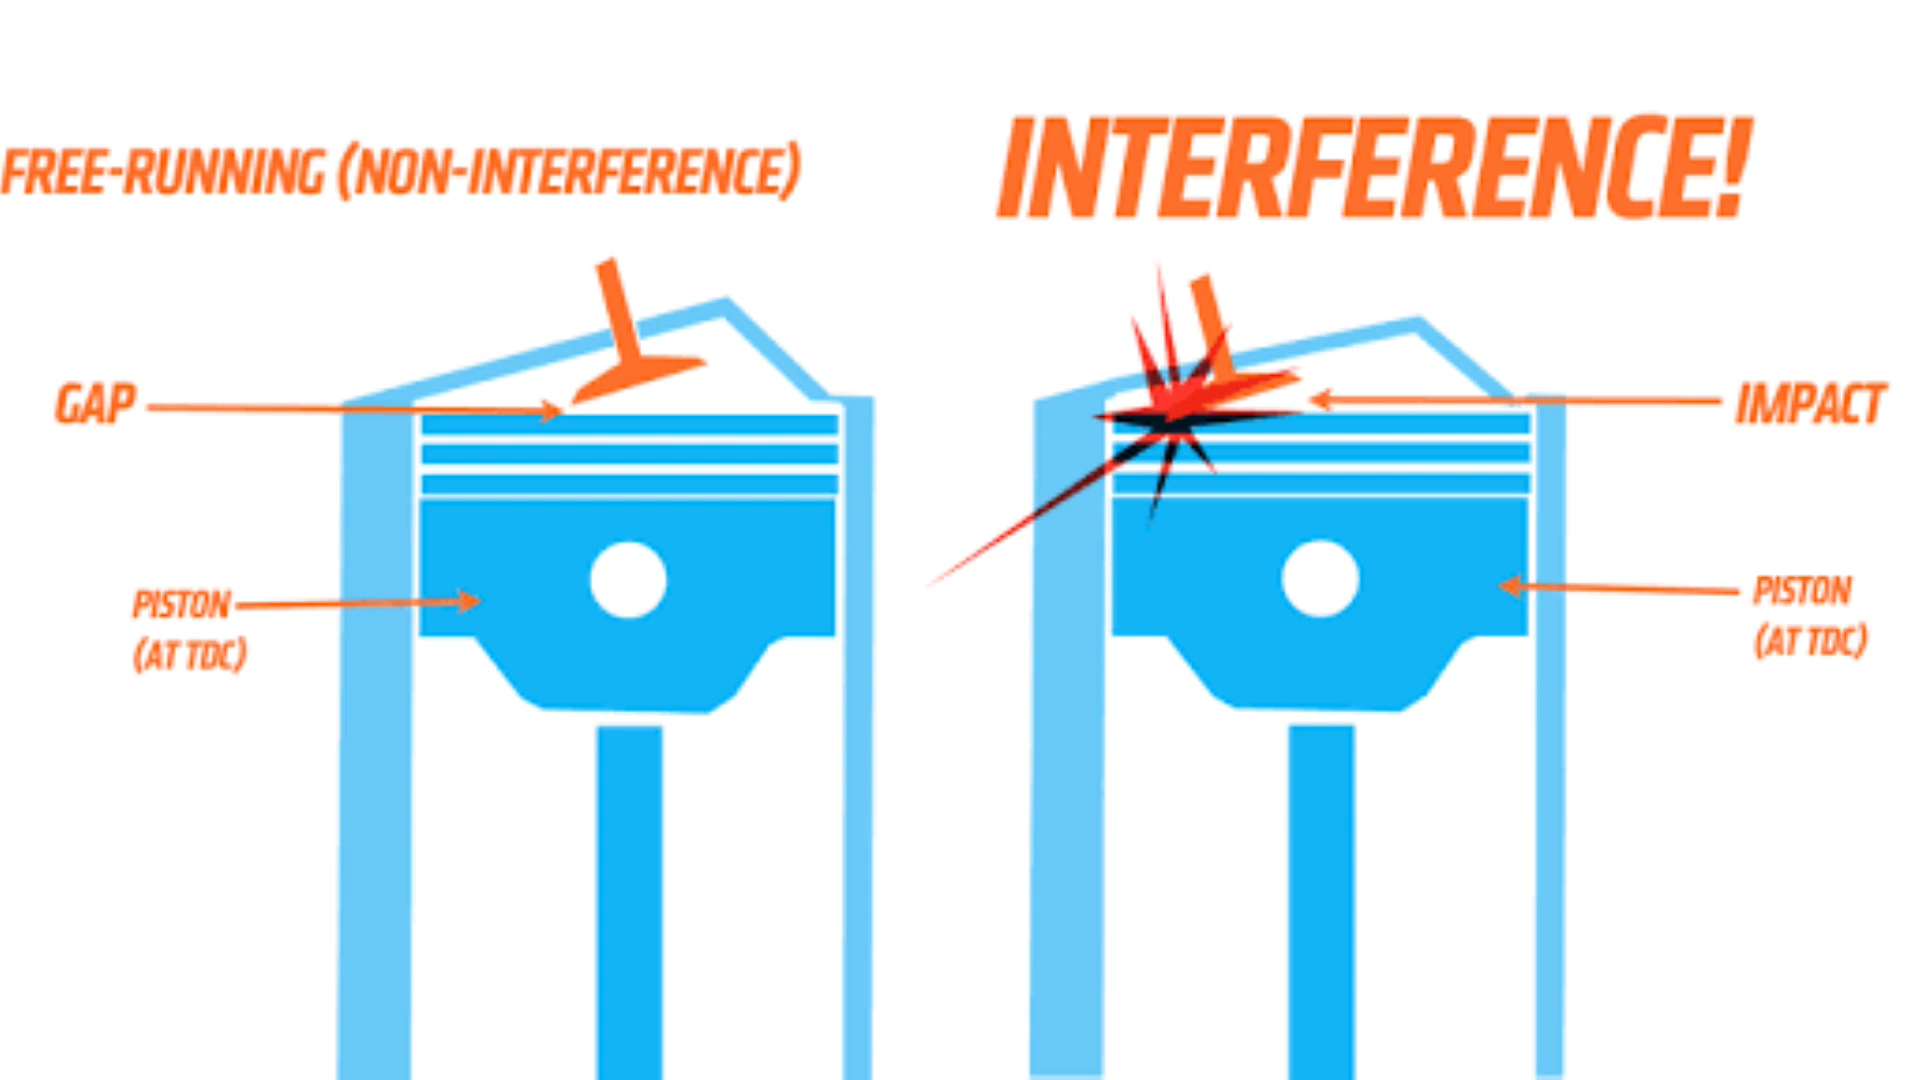 FREE-RUNNING (NON-INTERFERENCE)
INTERFERENCE!
GAP
IMPACT
PISTON
(AT TDC)
PISTON
(AT TDC)